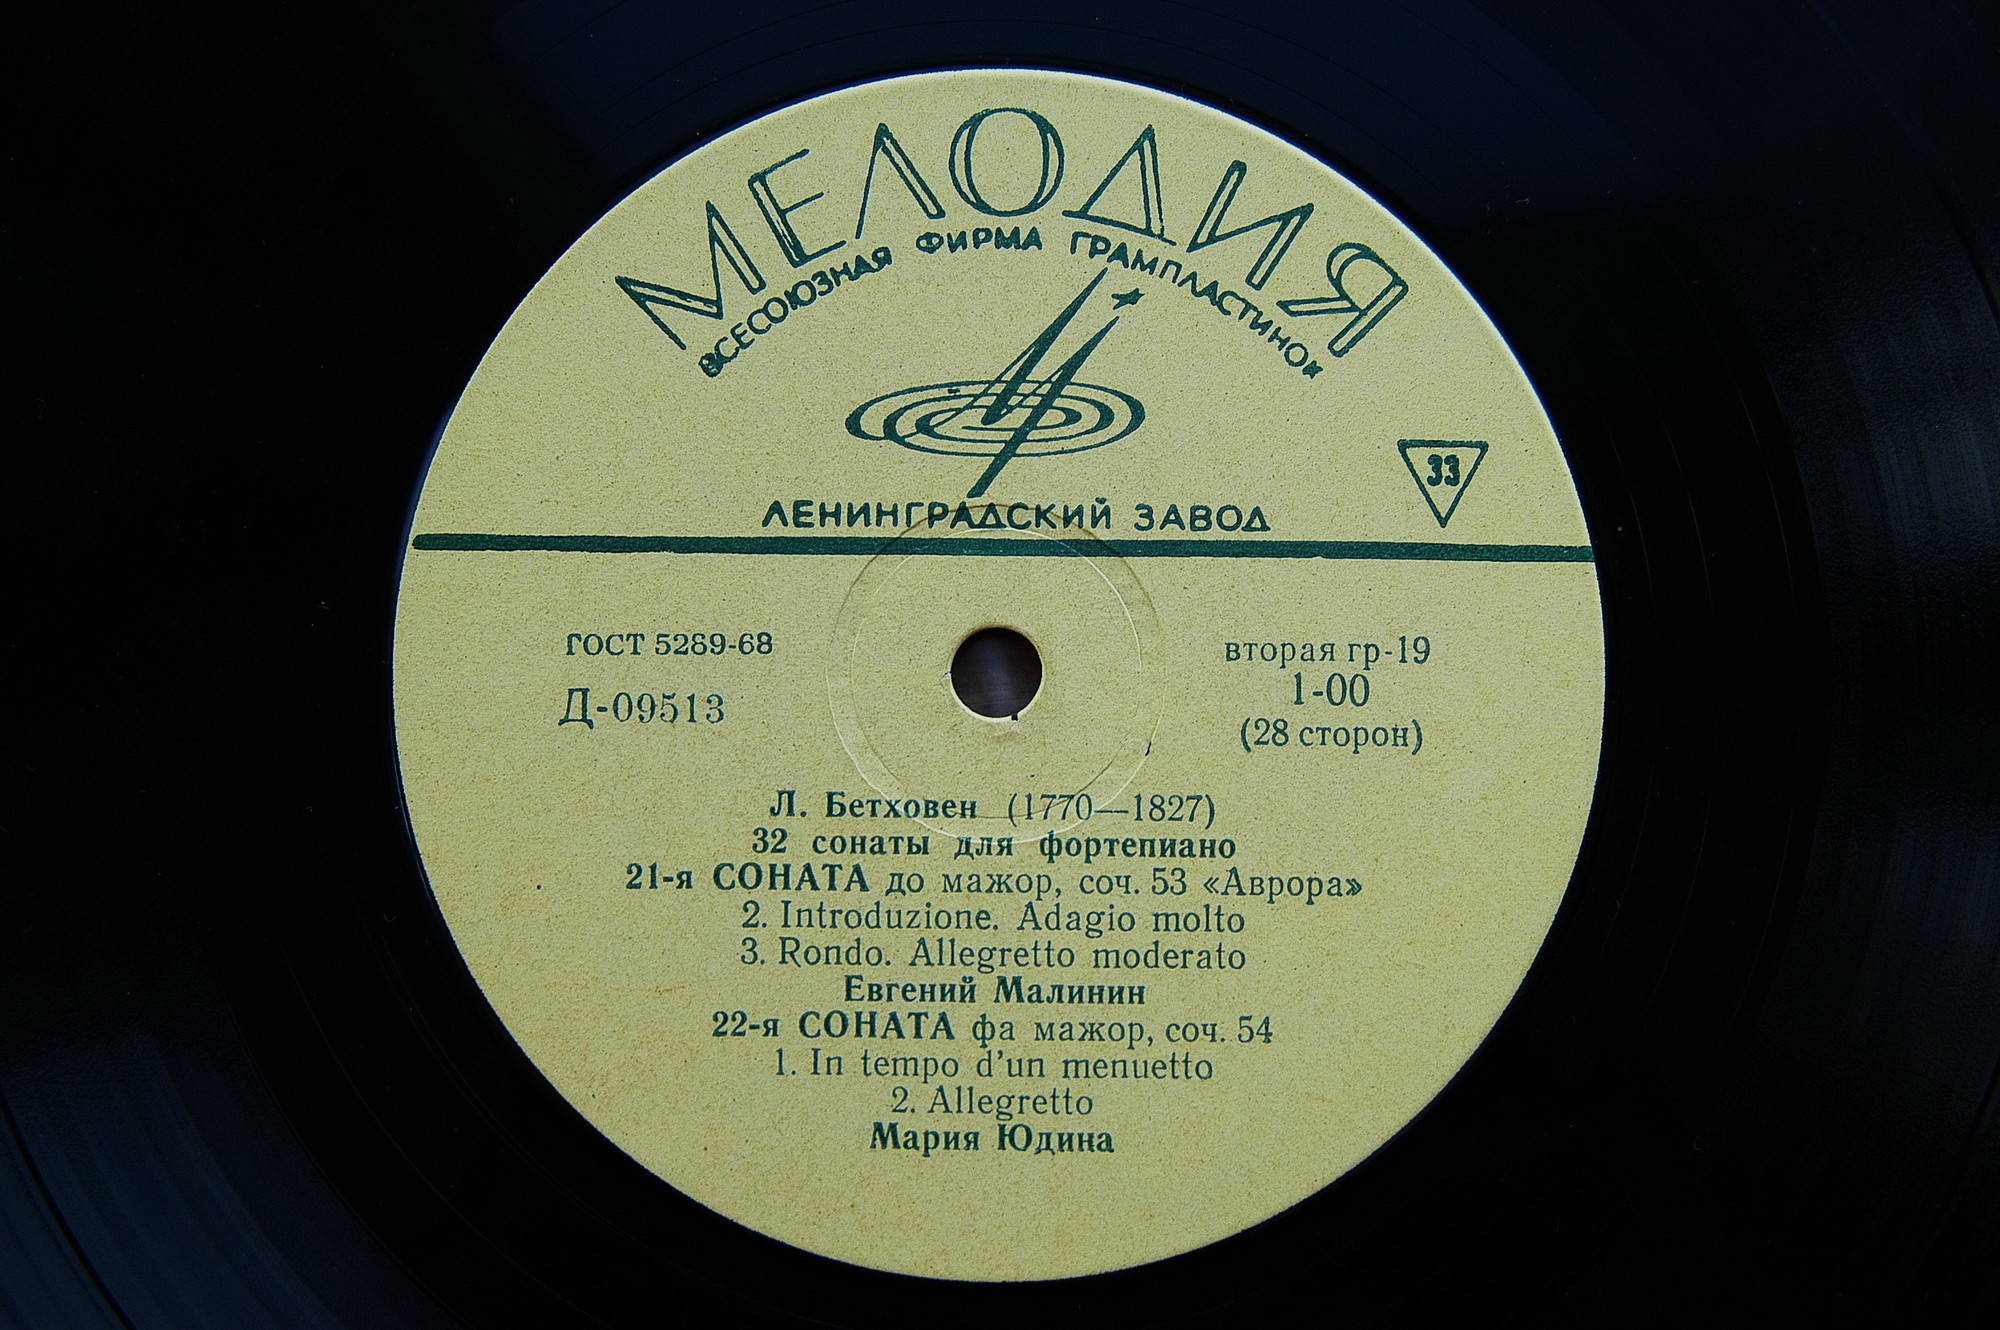 МЕЛОДИЯ
ВСЕСОЮЗНАЯ ФИРМА ГРАМПЛАСТИНОК
33
ЛЕНИНГРАДСКИЙ ЗАВОД
ГОСТ 5289-68
Д-09513
вторая гр-19
1-00
(28 сторон)
Л. Бетховен (1770—1827)
32 сонаты для фортепиано
21-я СОНАТА до мажор, соч. 53 «Аврора»
2. Introduzione. Adagio molto
3. Rondo. Allegretto moderato
Евгений Малинин
22-я СОНАТА фа мажор, соч. 54
1. In tempo d'un menuetto
2. Allegretto
Мария Юдина